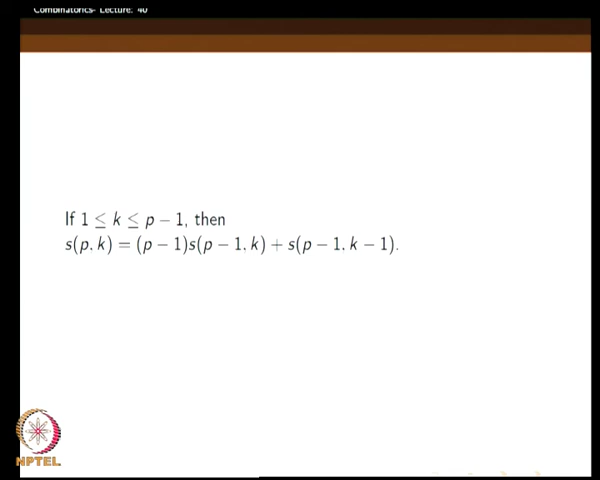 Combinatorics- Lecture: 40
If 1 ≤ k ≤ p − 1, then
s(p, k) = (p − 1)s(p − 1, k) + s(p − 1, k − 1).
NPTEL